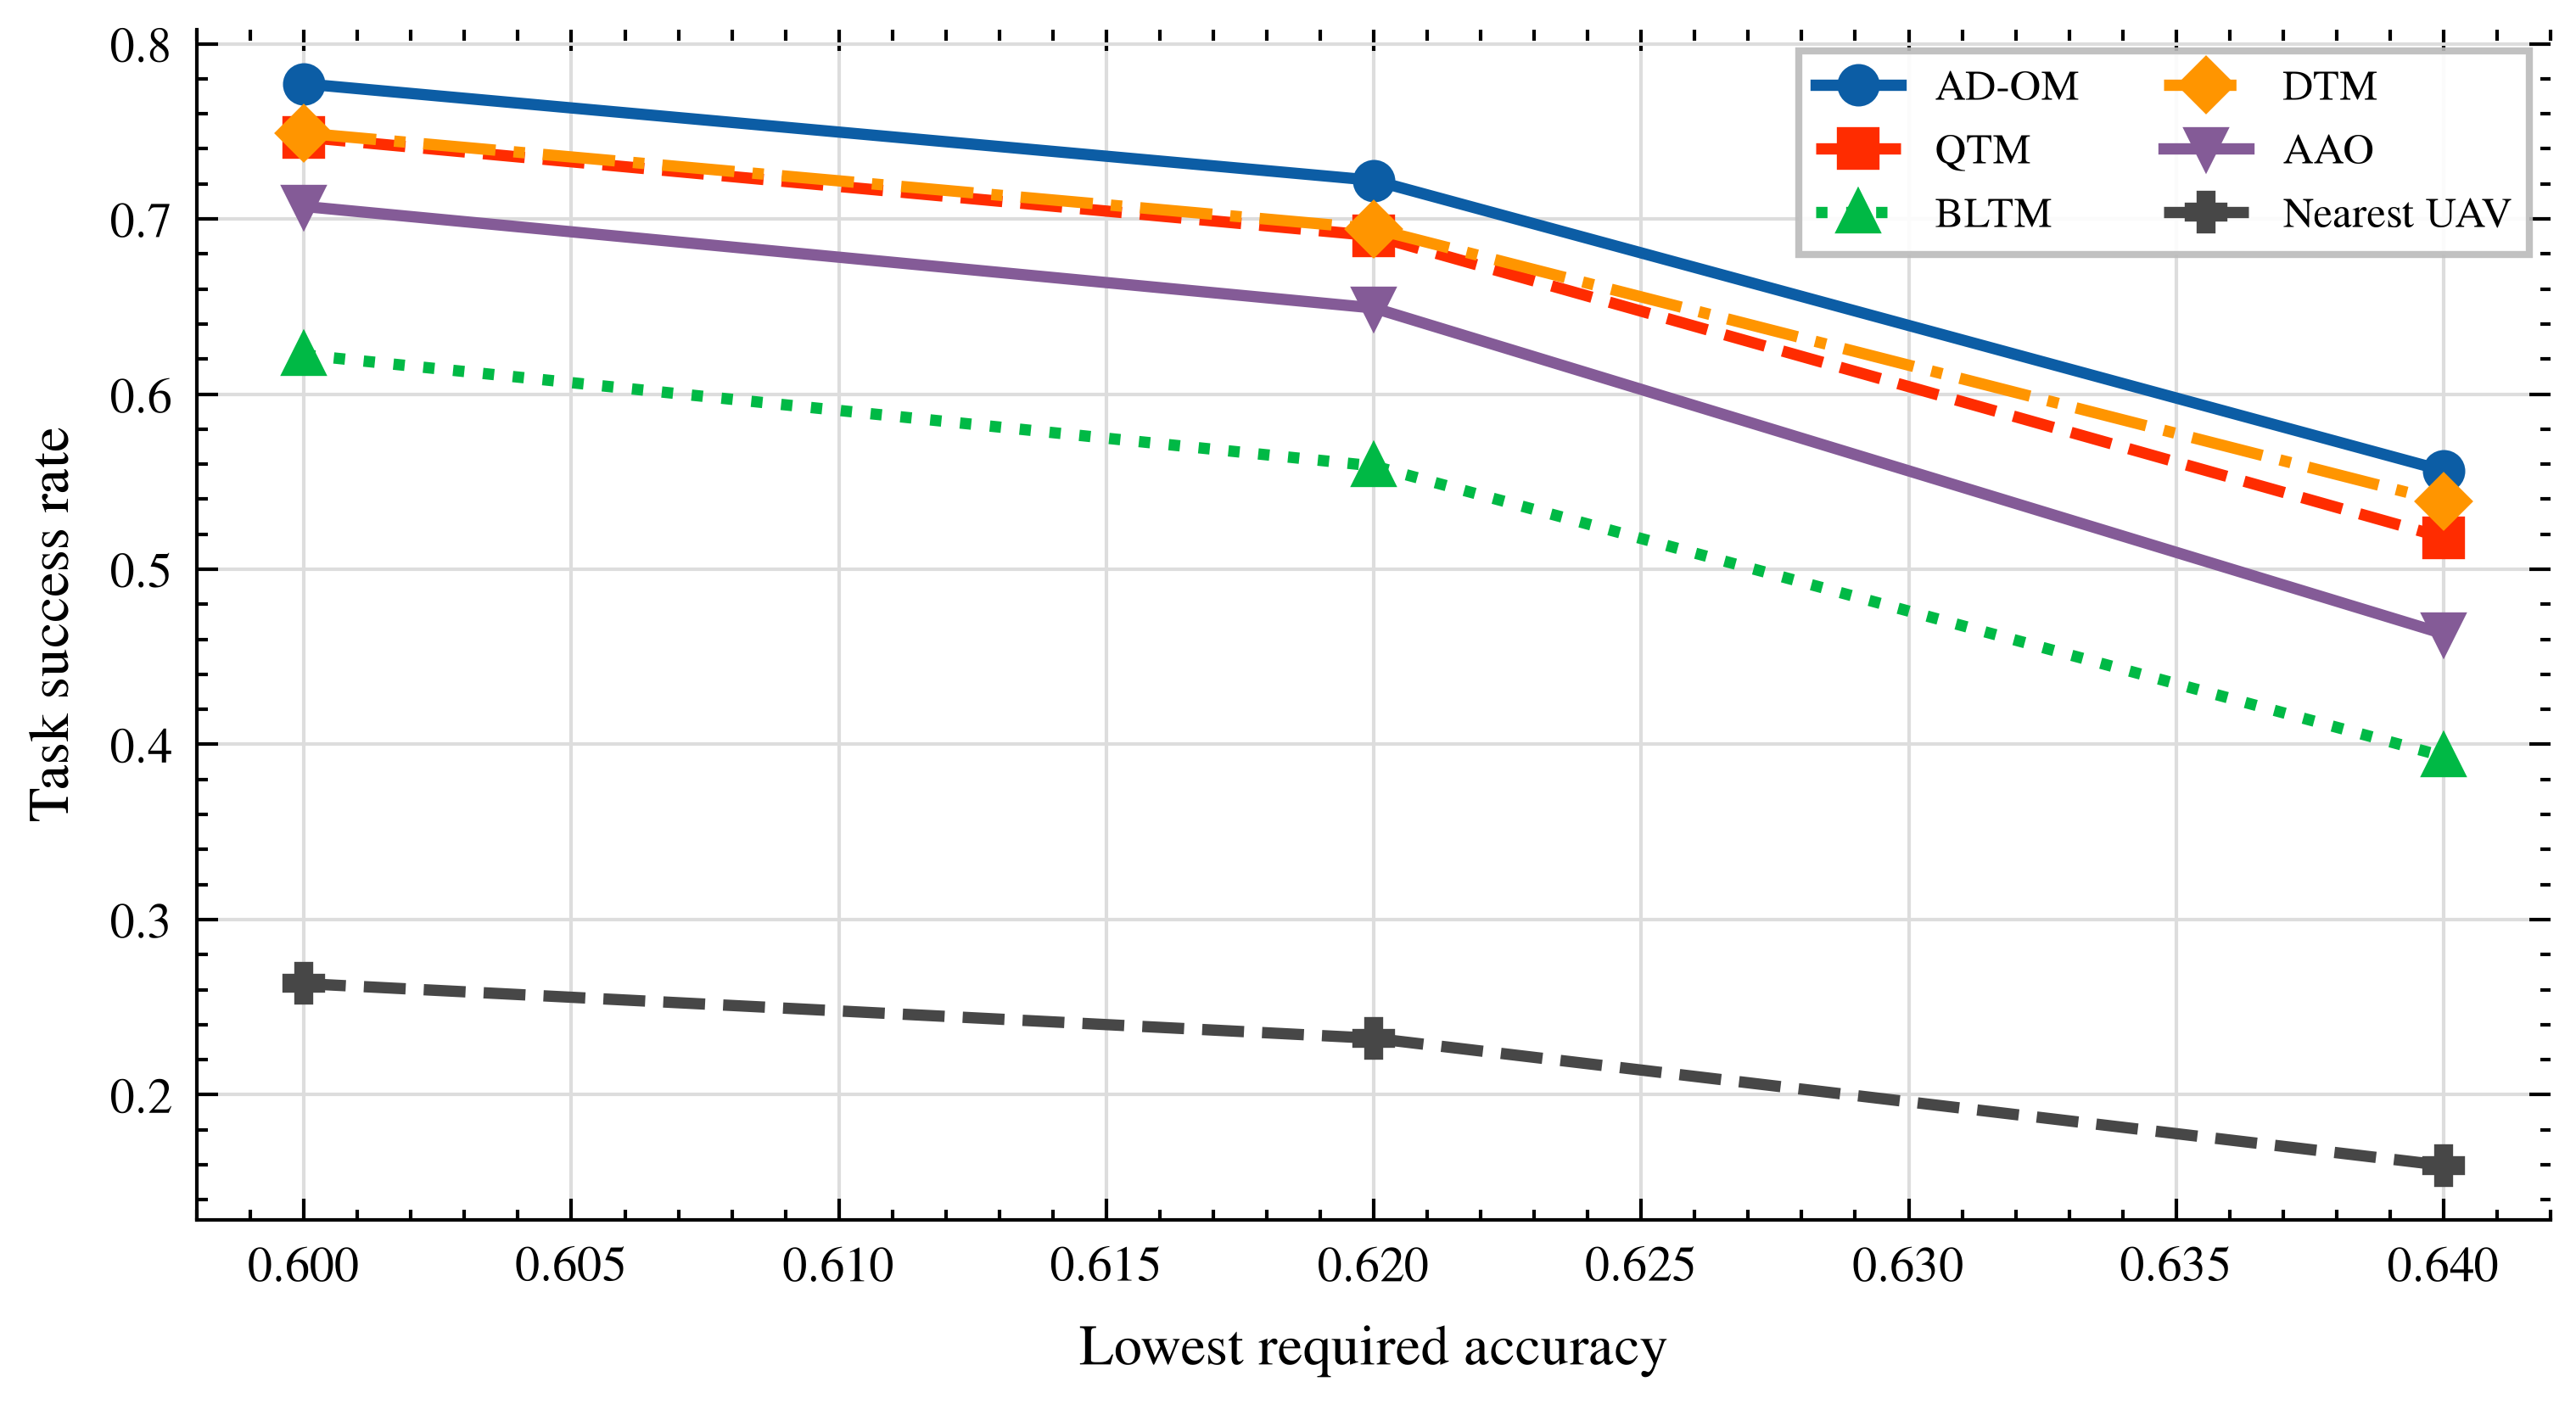 0.8
0.7
0.6
0.5
0.4
0.3
0.2
Task success rate
0.600 0.605 0.610 0.615 0.620 0.625 0.630 0.635 0.640
Lowest required accuracy
AD-OM
QTM
BLTM
DTM
AAO
Nearest UAV